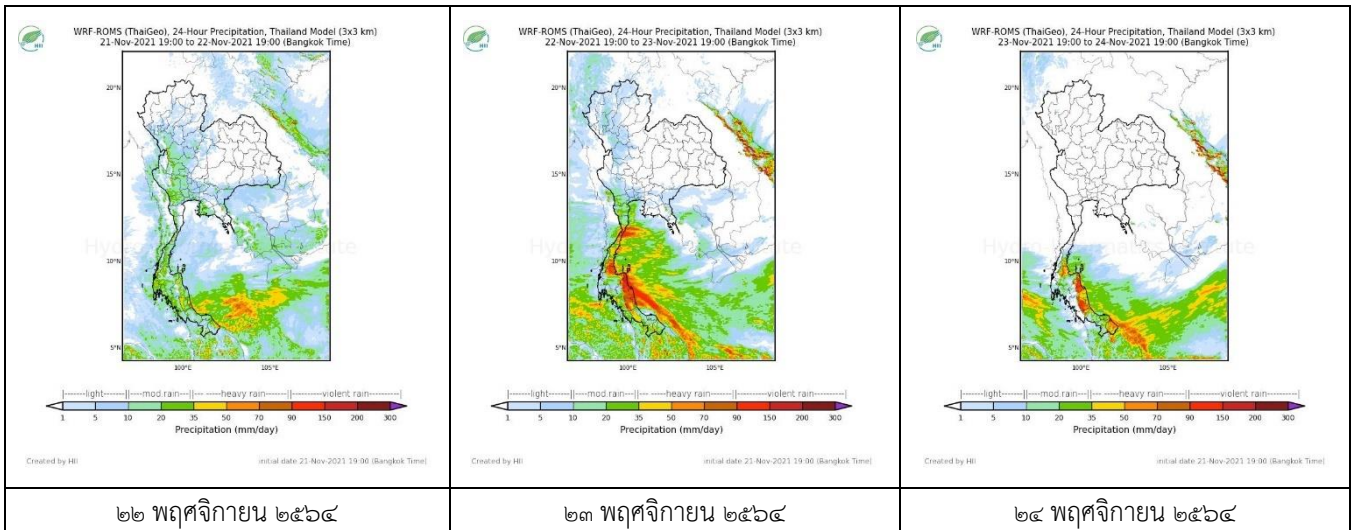 HII
WRF-ROMS (ThaiGeo), 24-Hour Precipitation, Thailand Model (3x3 km)
21-Nov-2021 19:00 to 22-Nov-2021 19:00 (Bangkok Time)
20°N
15°N
10°N
5°N
100°E
105°E
|------light------||---mod.rain---||--- ----heavy rain----||------violent rain-------|
1 5 10 20 35 50 70 90 150 200 300
Precipitation (mm/day)
Created by HII
initial date 21-Nov-2021 19:00 (Bangkok Time)
๒๒ พฤศจิกายน ๒๕๖๔
HII
WRF-ROMS (ThaiGeo), 24-Hour Precipitation, Thailand Model (3x3 km)
22-Nov-2021 19:00 to 23-Nov-2021 19:00 (Bangkok Time)
20°N
15°N
10°N
5°N
100°E
105°E
|------light------||---mod.rain---||--- ----heavy rain----||------violent rain-------|
1 5 10 20 35 50 70 90 150 200 300
Precipitation (mm/day)
Created by HII
initial date 21-Nov-2021 19:00 (Bangkok Time)
๒๓ พฤศจิกายน ๒๕๖๔
HII
WRF-ROMS (ThaiGeo), 24-Hour Precipitation, Thailand Model (3x3 km)
23-Nov-2021 19:00 to 24-Nov-2021 19:00 (Bangkok Time)
20°N
15°N
10°N
5°N
100°E
105°E
|------light------||---mod.rain---||--- ----heavy rain----||------violent rain-------|
1 5 10 20 35 50 70 90 150 200 300
Precipitation (mm/day)
Created by HII
initial date 21-Nov-2021 19:00 (Bangkok Time)
๒๔ พฤศจิกายน ๒๕๖๔